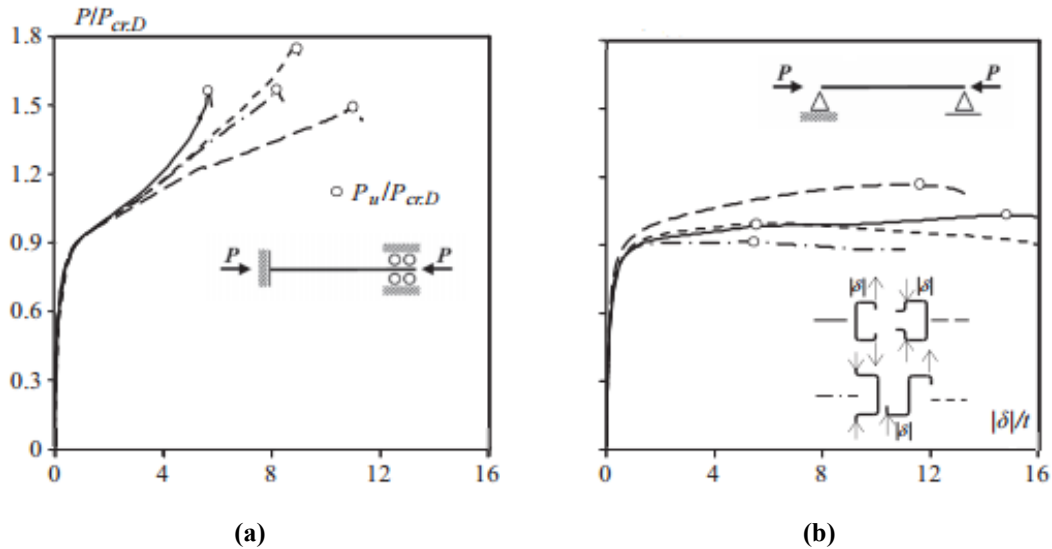 P/P_cr.D
1.8
1.5
1.2
0.9
0.6
0.3
0
0 4 8 12 16
P_u/P_cr.D
P P
(a)
P P
|δ| |δ|
|δ|
|δ|/t
0 4 8 12 16
(b)